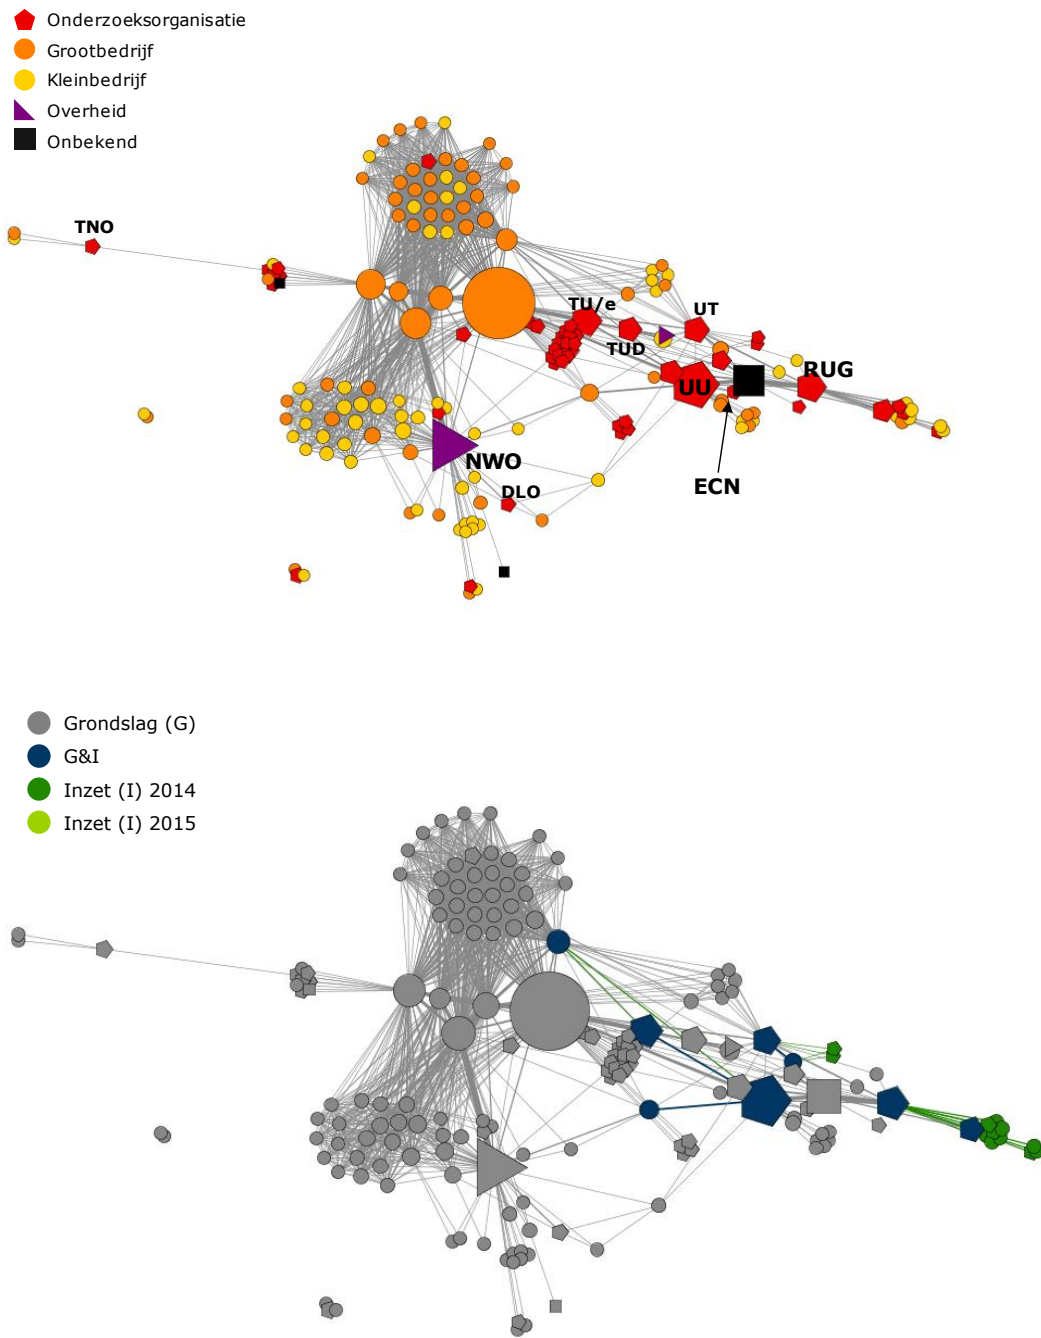 Onderzoeksorganisatie
Grootbedrijf
Kleinbedrijf
Overheid
Onbekend
TNO
TU/e
UT
TUD
RUG
UU
NWO
ECN
DLO
Grondslag (G)
G&I
Inzet (I) 2014
Inzet (I) 2015